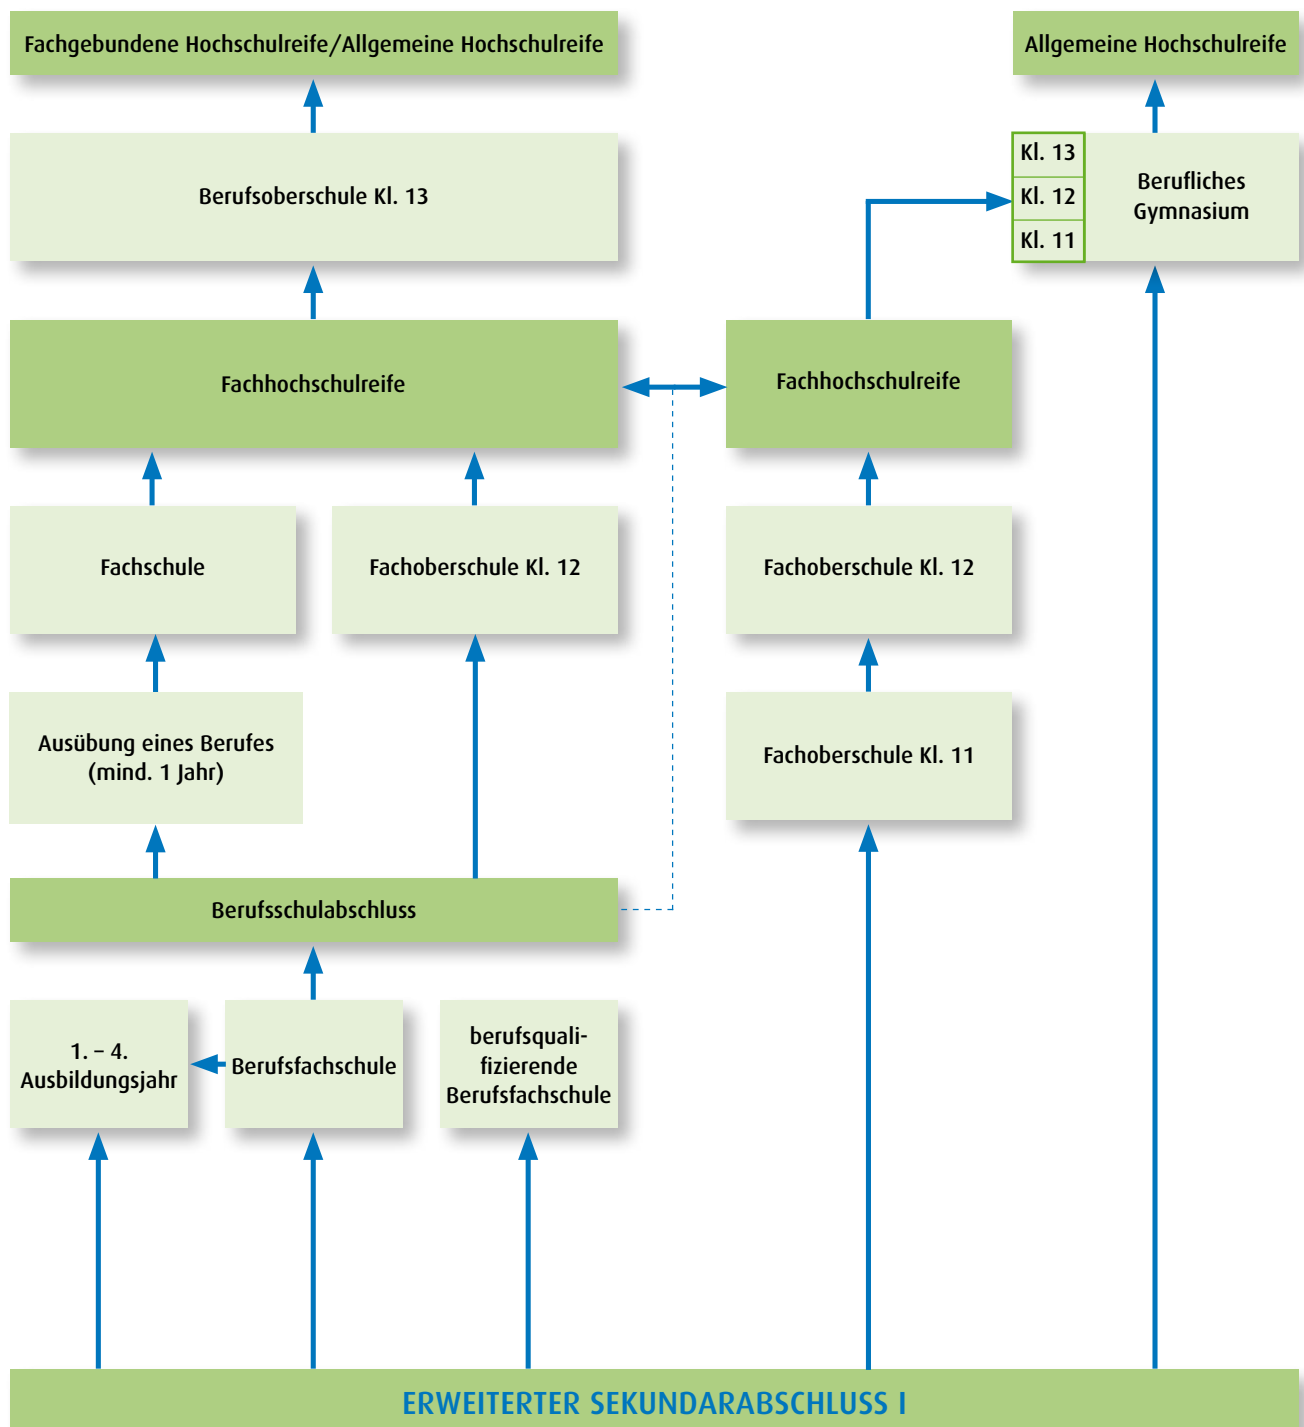 Fachgebundene Hochschulreife/Allgemeine Hochschulreife
Allgemeine Hochschulreife
Berufsoberschule Kl. 13
Kl. 13
Kl. 12
Kl. 11
Berufliches
Gymnasium
Fachhochschulreife
Fachhochschulreife
Fachschule
Fachoberschule Kl. 12
Fachoberschule Kl. 12
Ausübung eines Berufes
(mind. 1 Jahr)
Fachoberschule Kl. 11
Berufsschulabschluss
1. – 4.
Ausbildungsjahr
Berufsfachschule
berufsquali-
fizierende
Berufsfachschule
ERWEITERTER SEKUNDARABSCHLUSS I